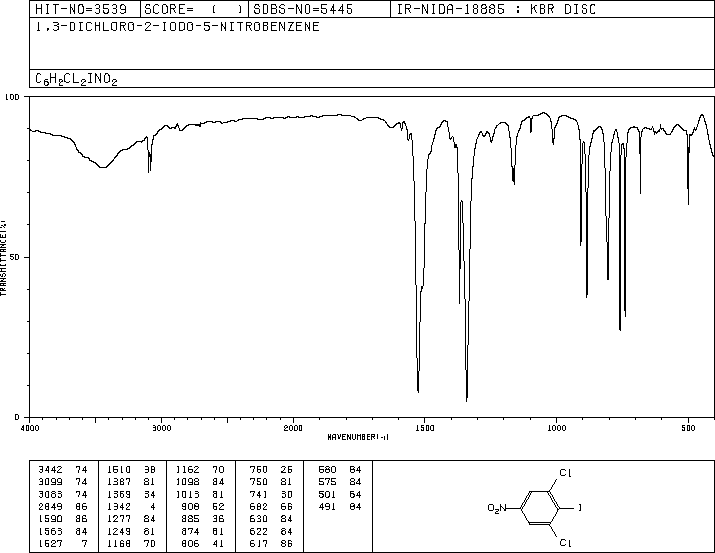 HIT-NO=3539 SCORE= ( ) SDBS-NO=5445 IR-NIDA-18885 : KBR DISC
1,3-DICHLORO-2-IODO-5-NITROBENZENE
C6H2CL2INO2
100
50
0
TRANSMITTANCE(%)
4000 3000 2000 1500 1000 500
WAVENUMBER(-1)
3442 74 1510 38 1162 70 760 26 680 64
3099 74 1387 81 1098 84 750 81 575 84
3083 74 1369 34 1013 81 741 30 501 64
2849 86 1342 4 908 52 682 66 491 84
1590 86 1277 84 885 36 630 84
1563 84 1249 81 874 81 622 84
1527 7 1168 70 806 41 617 86
Cl
O2N I
Cl